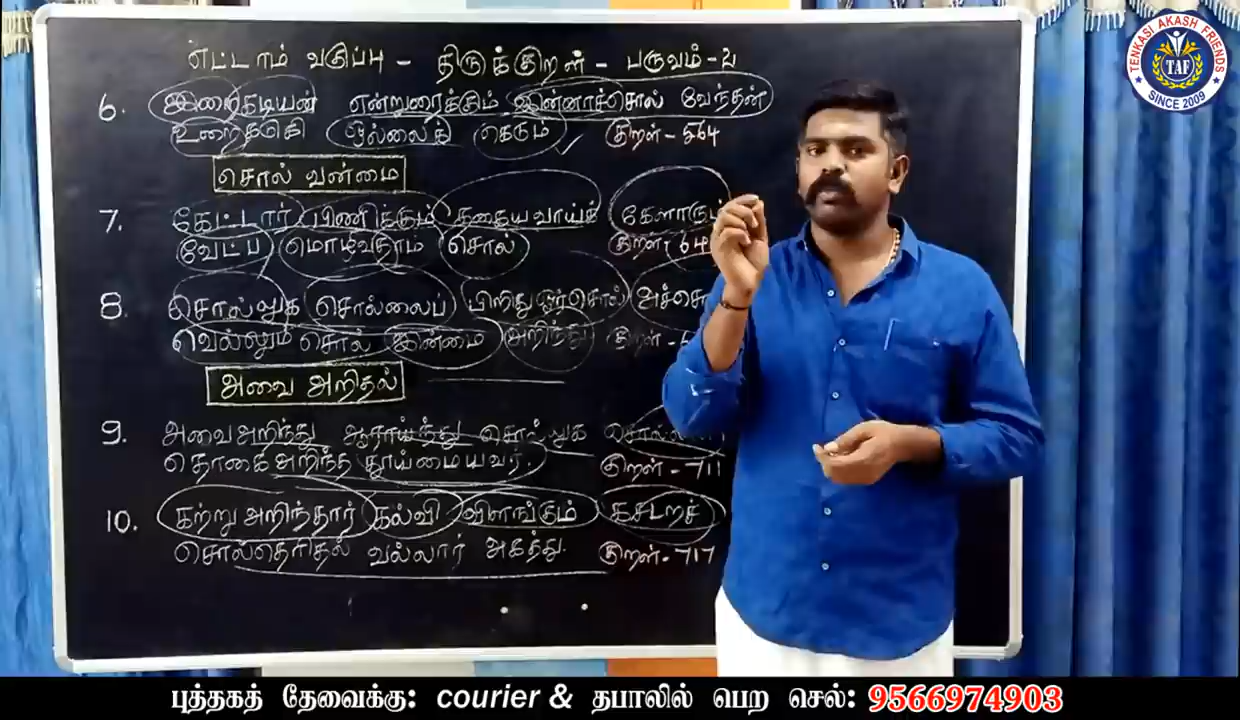 எட்டாம் வகுப்பு - திருக்குறள் - பருவம் - 2
6. இறைகடியன் என்றுரைக்கும் இன்னாச்சொல் வேந்தன்
உறைகடுகி ஒல்லைக் கெடும் குறள் - 564
சொல் வன்மை
7. கேட்டார்ப் பிணிக்கும் தகையவாய்க் கேளாரும்
வேட்ப மொழிவதாம் சொல் குறள் - 64
8. சொல்லுக சொல்லைப் பிறிது ஓர்சொல் அச்சொ
வெல்லும் சொல் இன்மை அறிந்து குறள் -
அவை அறிதல்
9. அவைஅறிந்து ஆராய்ந்து சொல்லுக
தொகைஅறிந்த தூய்மையவர். குறள் - 711
10. கற்றுஅறிந்தார் கல்வி விளங்கும் கசடறச்
சொல்தெரிதல் வல்லார் அகத்து. குறள் - 717
TENKASI AKASH FRIENDS
TAF
SINCE 2009
புத்தகத் தேவைக்கு: courier & தபாலில் பெற செல்: 9566974903